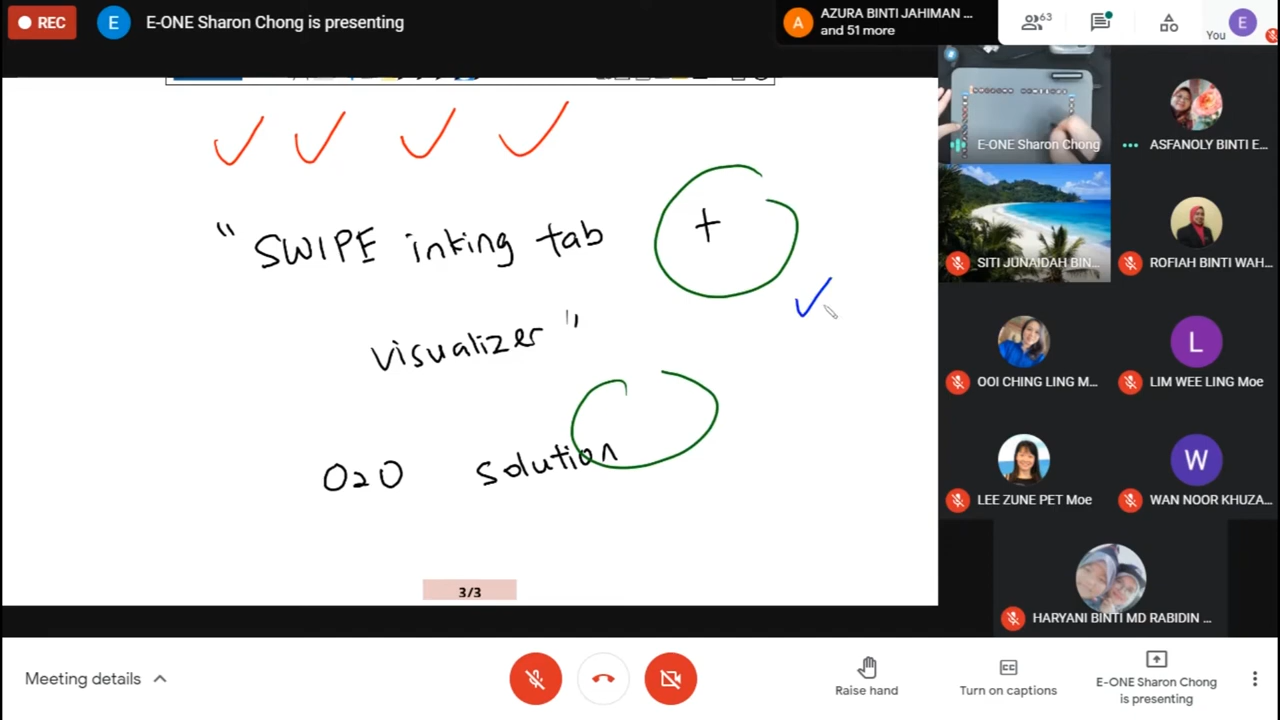 REC
E
E-ONE Sharon Chong is presenting
A
AZURA BINTI JAHIMAN ...
and 51 more
63
You
E
E-ONE Sharon Chong
ASFANOLY BINTI E...
SITI JUNAIDAH BIN...
ROFIAH BINTI WAH...
L
OOI CHING LING M...
LIM WEE LING Moe
W
LEE ZUNE PET Moe
WAN NOOR KHUZA...
HARYANI BINTI MD RABIDIN ...
" SWIPE inking tab +
visualizer "
O2O solution
3/3
Meeting details
Raise hand
CC
Turn on captions
E-ONE Sharon Chong
is presenting